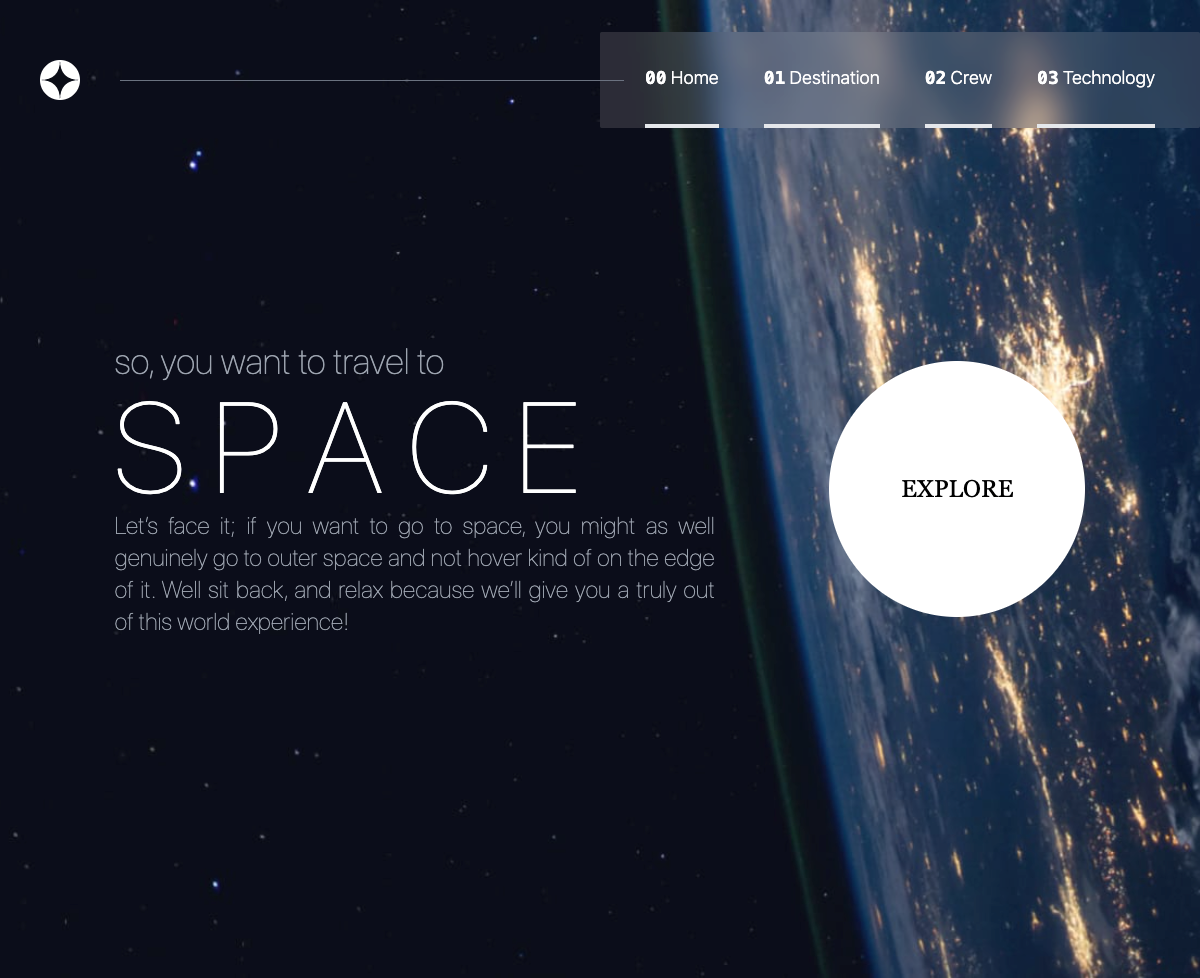 00 Home 01 Destination 02 Crew 03 Technology
so, you want to travel to
SPACE
Let’s face it; if you want to go to space, you might as well
genuinely go to outer space and not hover kind of on the edge
of it. Well sit back, and relax because we’ll give you a truly out
of this world experience!
EXPLORE